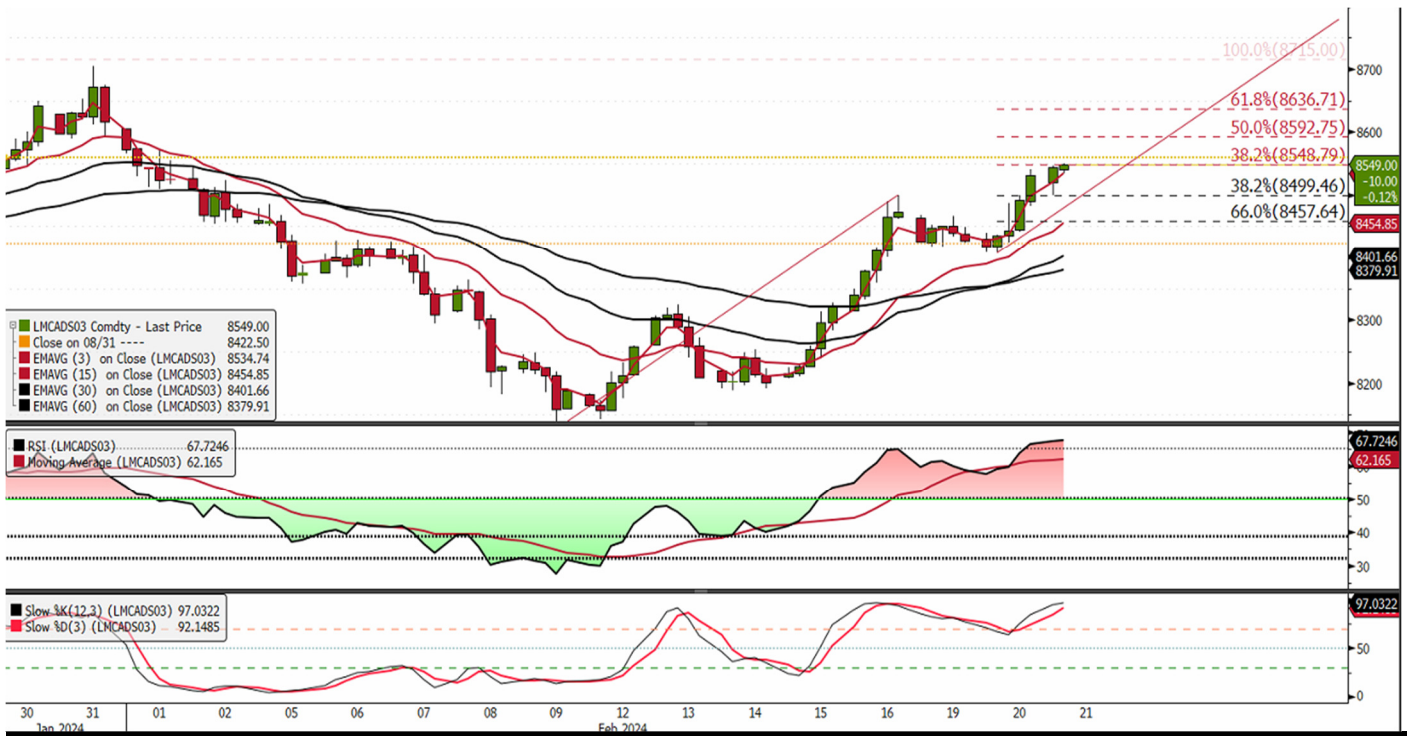 100.0%(8715.00)
8700
61.8%(8636.71)
8600
50.0%(8592.75)
38.2%(8548.79)
8549.00
-10.00
-0.12%
38.2%(8499.46)
66.0%(8457.64)
8454.85
8401.66
8379.91
8300
8200
LMCADS03 Comdty - Last Price 8549.00
Close on 08/31 ---- 8422.50
EMAVG (3) on Close (LMCADS03) 8534.74
EMAVG (15) on Close (LMCADS03) 8454.85
EMAVG (30) on Close (LMCADS03) 8401.66
EMAVG (60) on Close (LMCADS03) 8379.91
RSI (LMCADS03) 67.7246
Moving Average (LMCADS03) 62.165
67.7246
62.165
50
40
30
Slow %K(12,3) (LMCADS03) 97.0322
Slow %D(3) (LMCADS03) 92.1485
97.0322
50
0
30 31 01 02 05 06 07 08 09 12 13 14 15 16 19 20 21
Jan 2024 Feb 2024